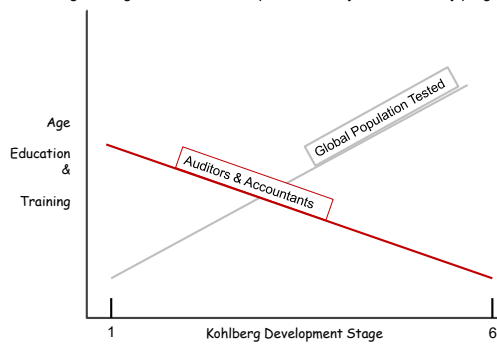 Global Population Tested
Age
Education
&
Training
Auditors & Accountants
1
Kohlberg Development Stage
6